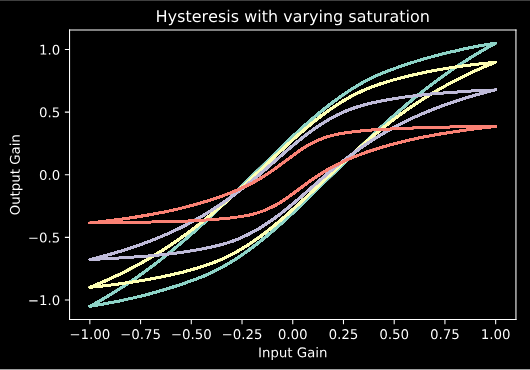 Hysteresis with varying saturation
1.0
0.5
0.0
−0.5
−1.0
Output Gain
−1.00 −0.75 −0.50 −0.25 0.00 0.25 0.50 0.75 1.00
Input Gain